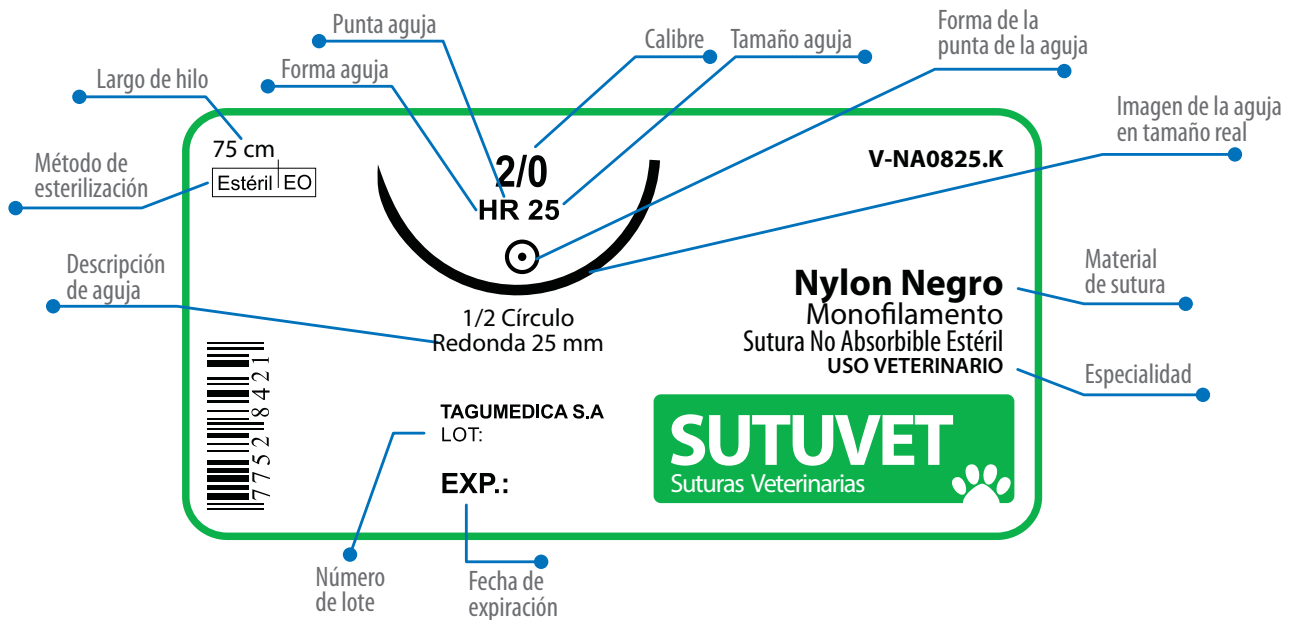 Punta aguja
Calibre
Tamaño aguja
Forma de la
punta de la aguja
Forma aguja
Largo de hilo
Imagen de la aguja
en tamaño real
Método de
esterilización
75 cm
Estéril EO
2/0
HR 25
V-NA0825.K
Descripción
de aguja
1/2 Círculo
Redonda 25 mm
Nylon Negro
Monofilamento
Sutura No Absorbible Estéril
USO VETERINARIO
Material
de sutura
Especialidad
77528421
TAGUMEDICA S.A
LOT:
EXP.:
SUTUVET
Suturas Veterinarias
Número
de lote
Fecha de
expiración